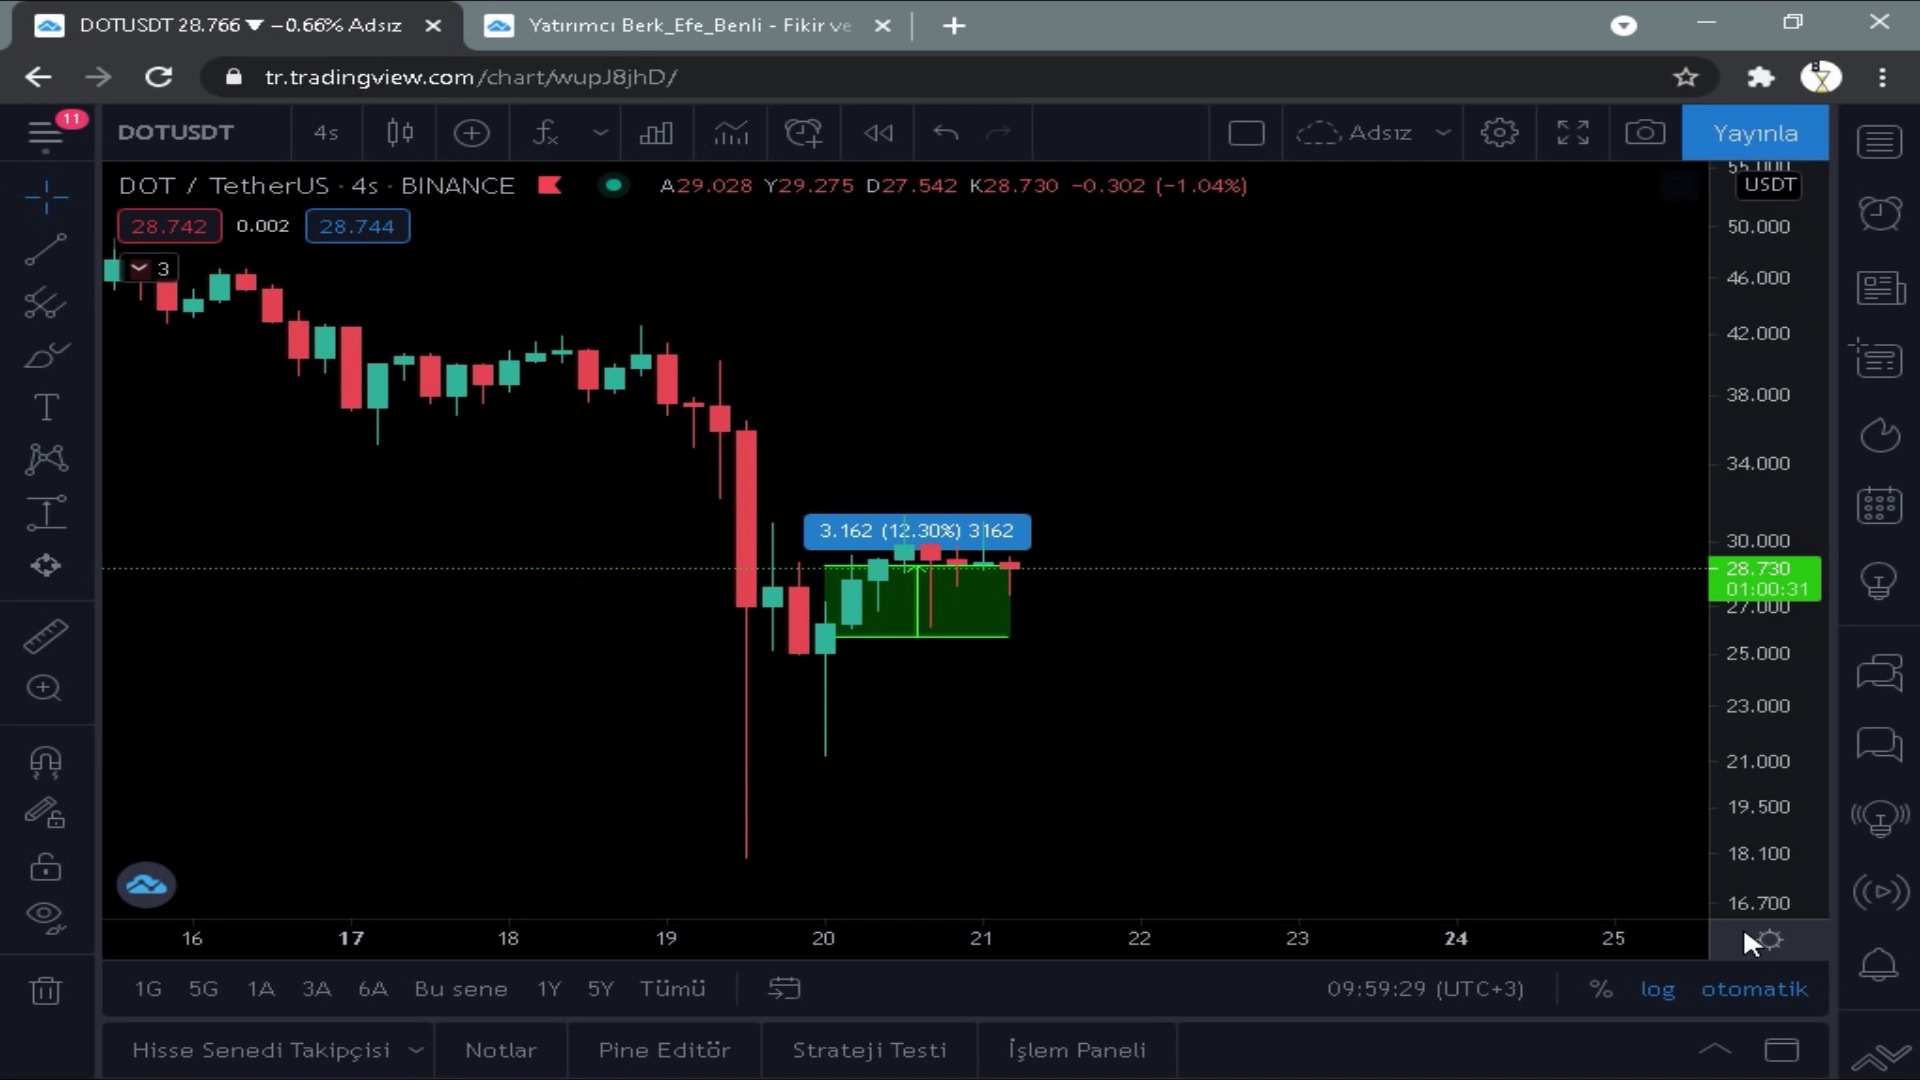 DOTUSDT 28.766 ▼ −0.66% Adsız
Yatırımcı Berk_Efe_Benli - Fikir ve
tr.tradingview.com/chart/wupJ8jhD/
11
DOTUSDT
4s
Adsız
Yayınla
DOT / TetherUS · 4s · BINANCE
A29.028 Y29.275 D27.542 K28.730 −0.302 (−1.04%)
28.742
0.002
28.744
3
55.000
USDT
50.000
46.000
42.000
38.000
34.000
3.162 (12.30%) 3162
30.000
28.730
01:00:31
27.000
25.000
23.000
21.000
19.500
18.100
16.700
16 17 18 19 20 21 22 23 24 25
1G 5G 1A 3A 6A Bu sene 1Y 5Y Tümü
09:59:29 (UTC+3)
% log otomatik
Hisse Senedi Takipçisi
Notlar
Pine Editör
Strateji Testi
İşlem Paneli